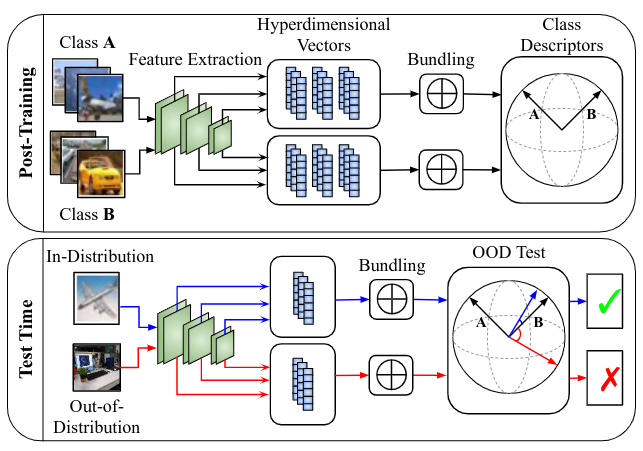 Post-Training
Class A
Class B
Feature Extraction
Hyperdimensional
Vectors
Bundling
Class
Descriptors
A
B
Test Time
In-Distribution
Out-of-
Distribution
Bundling
OOD Test
A
B